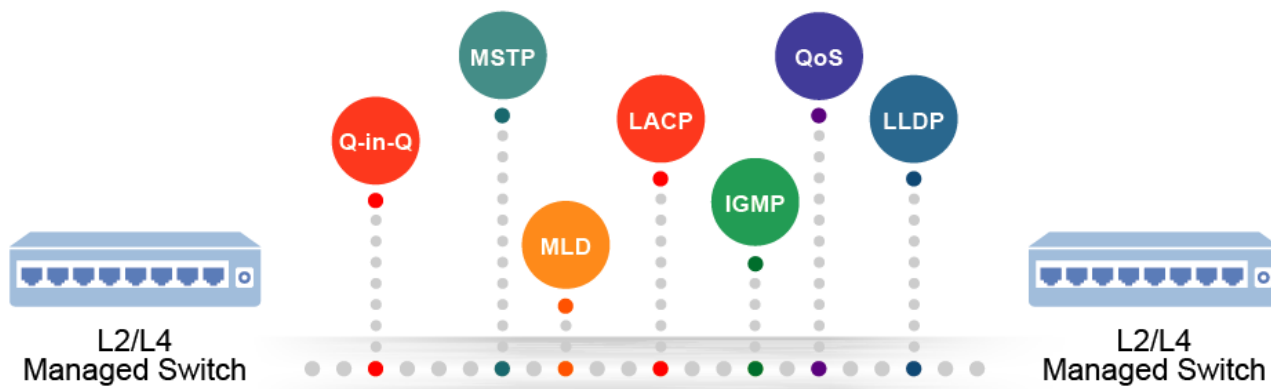 MSTP
QoS
LACP
LLDP
Q-in-Q
IGMP
MLD
L2/L4
Managed Switch
L2/L4
Managed Switch